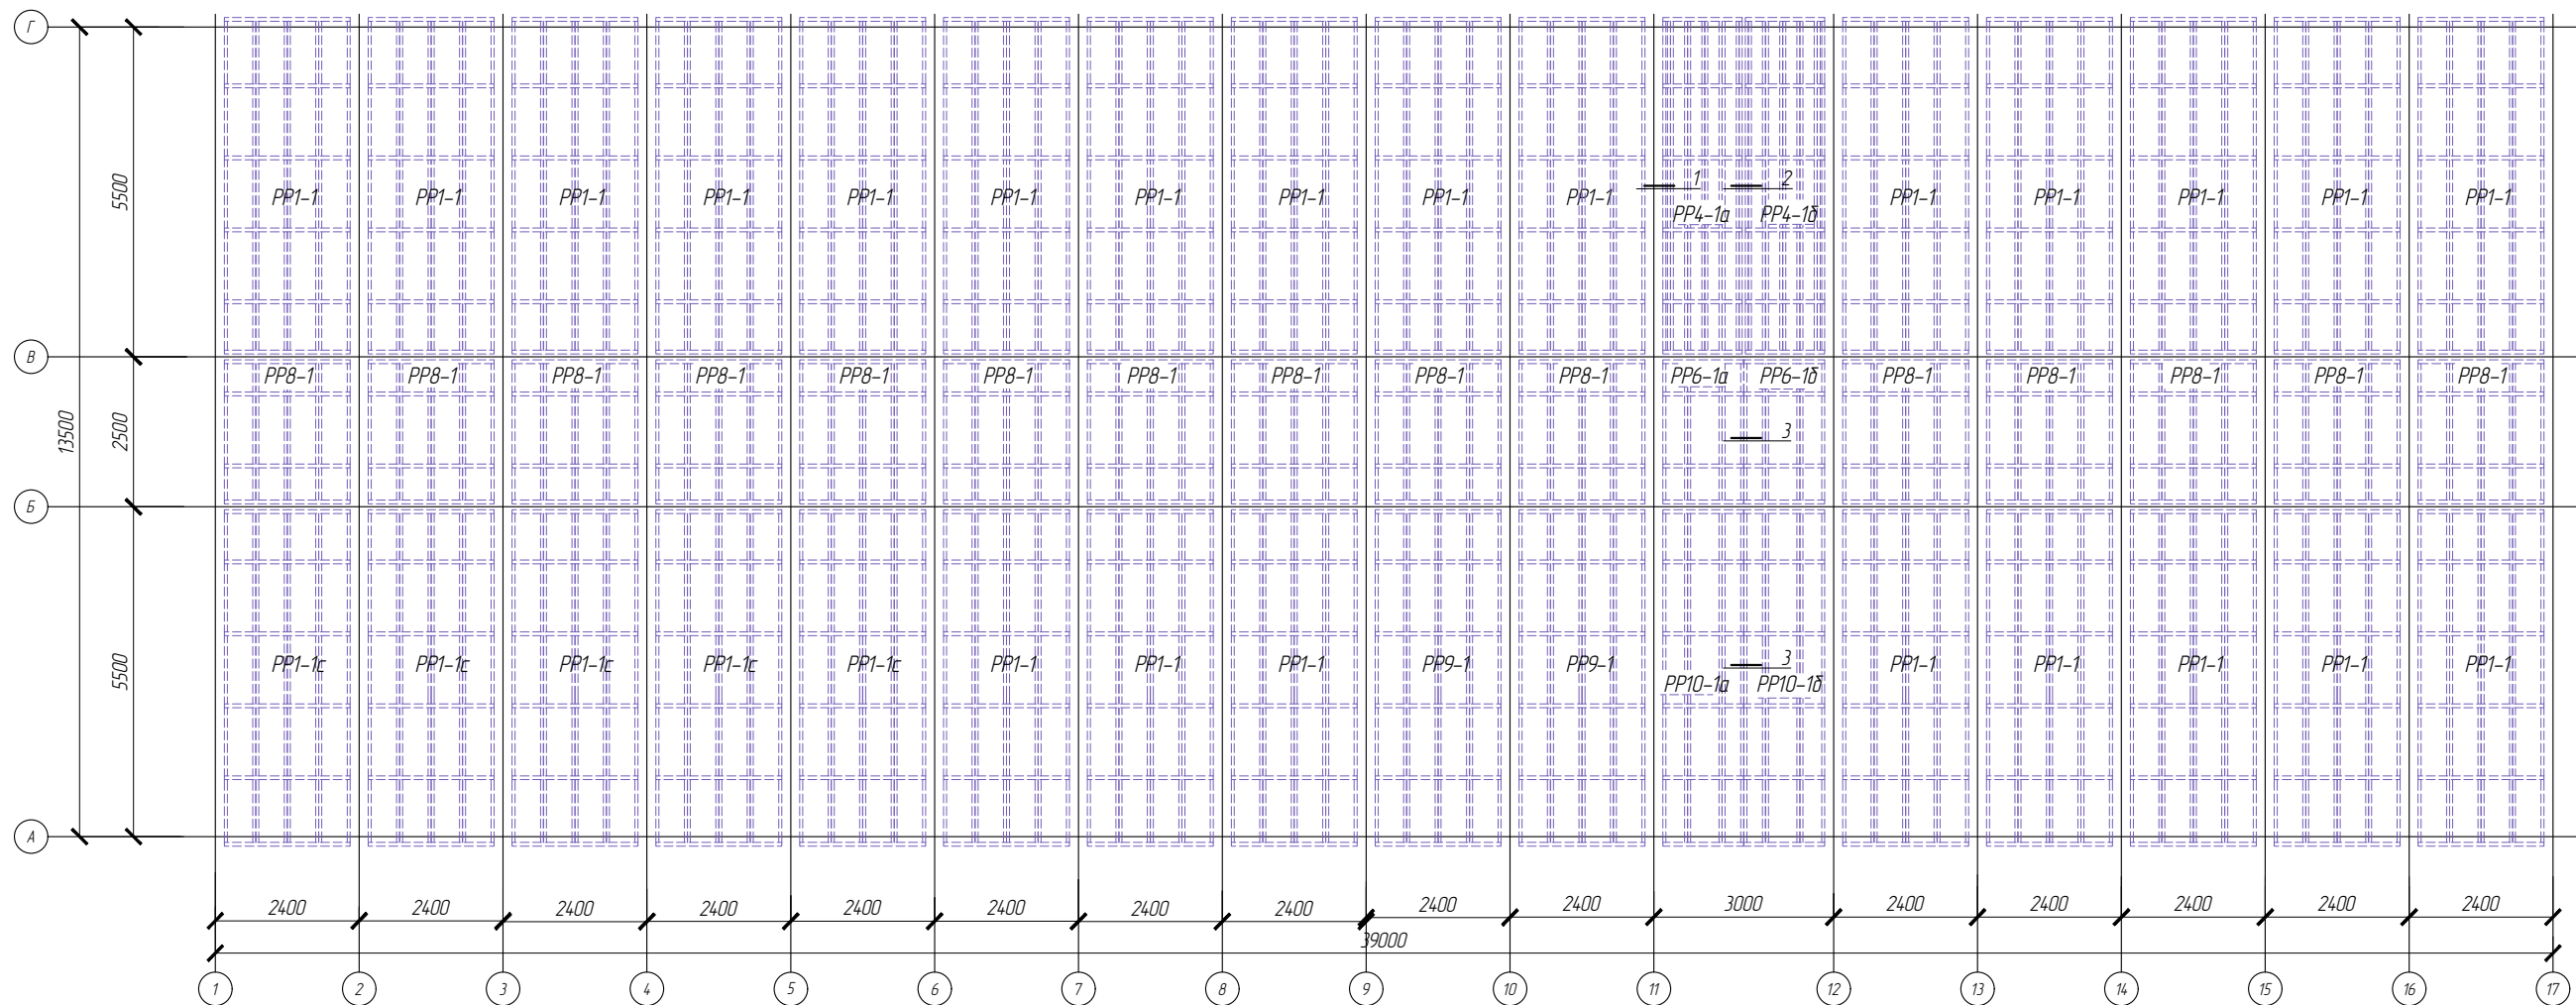 Г
5500
РР1-1 РР1-1 РР1-1 РР1-1 РР1-1 РР1-1 РР1-1 РР1-1 РР1-1 РР1-1 1 2 РР1-1 РР1-1 РР1-1 РР1-1 РР1-1
РР4-1а РР4-1б
В
РР8-1 РР8-1 РР8-1 РР8-1 РР8-1 РР8-1 РР8-1 РР8-1 РР8-1 РР8-1 РР6-1а РР6-1б РР8-1 РР8-1 РР8-1 РР8-1 РР8-1
13500 2500 3
Б
5500 РР1-1с РР1-1с РР1-1с РР1-1с РР1-1с РР1-1 РР1-1 РР1-1 РР9-1 РР9-1 3 РР1-1 РР1-1 РР1-1 РР1-1 РР1-1
РР10-1а РР10-1б
А
2400 2400 2400 2400 2400 2400 2400 2400 2400 2400 3000 2400 2400 2400 2400 2400
39000
1 2 3 4 5 6 7 8 9 10 11 12 13 14 15 16 17